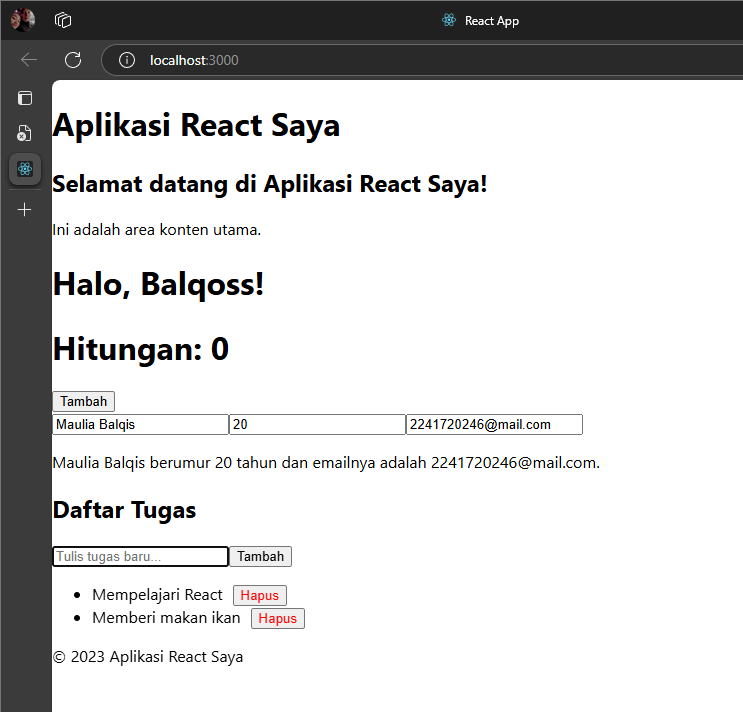 React App
localhost:3000
Aplikasi React Saya
Selamat datang di Aplikasi React Saya!
Ini adalah area konten utama.
Halo, Balqoss!
Hitungan: 0
Tambah
Maulia Balqis 20 2241720246@mail.com
Maulia Balqis berumur 20 tahun dan emailnya adalah 2241720246@mail.com.
Daftar Tugas
Tulis tugas baru... Tambah
Mempelajari React Hapus
Memberi makan ikan Hapus
© 2023 Aplikasi React Saya